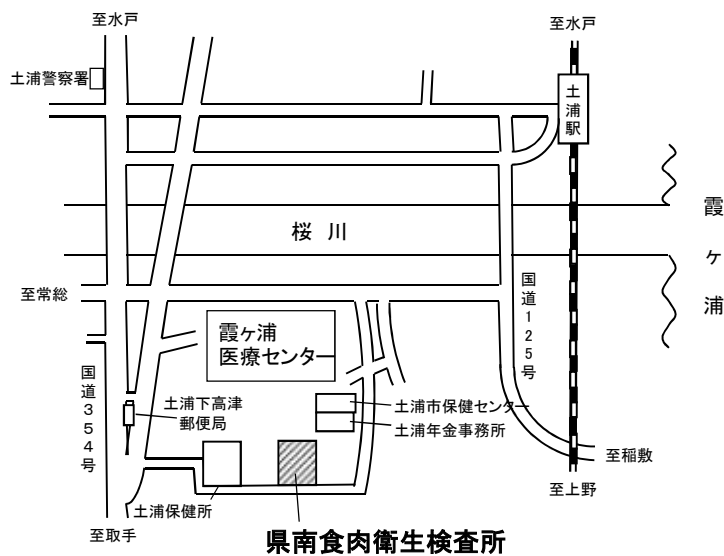 至水戸
至水戸
土浦警察署
土浦駅
霞ヶ浦
桜川
至常総
国道125号
霞ヶ浦
医療センター
国道354号
土浦下高津
郵便局
土浦市保健センター
土浦年金事務所
至稲敷
至上野
土浦保健所
至取手
県南食肉衛生検査所